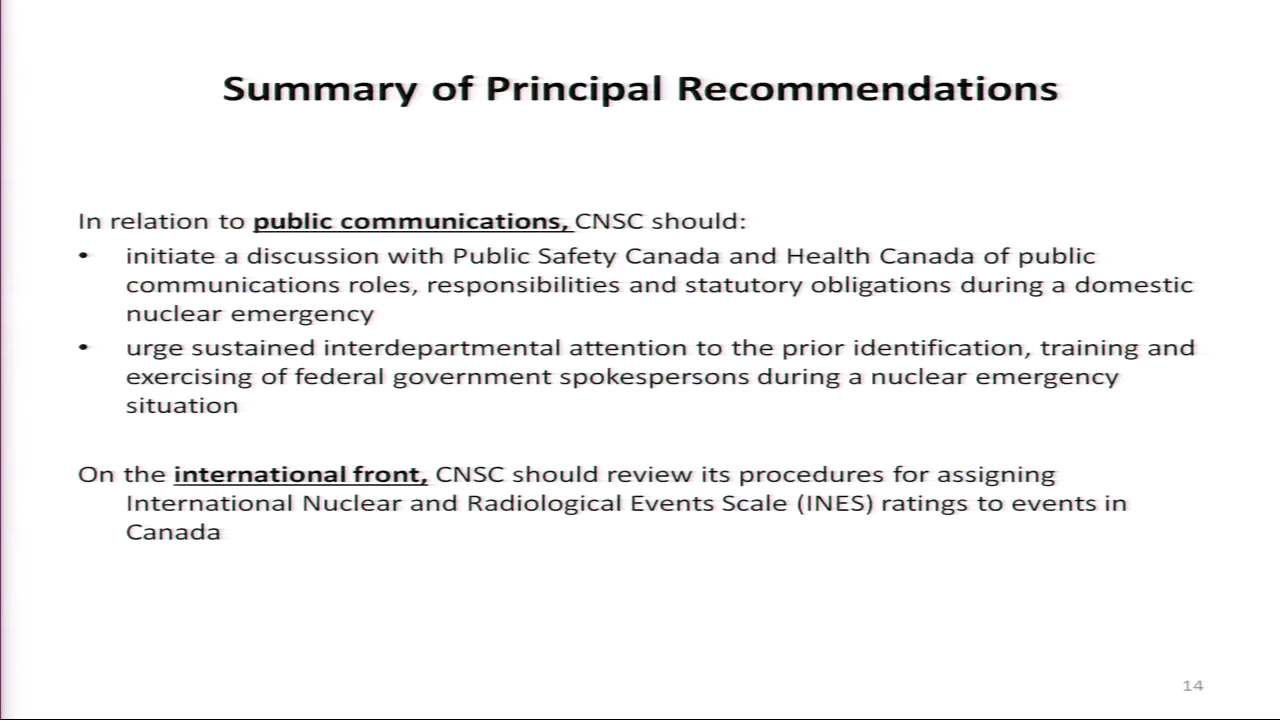 Summary of Principal Recommendations
In relation to public communications, CNSC should:
• initiate a discussion with Public Safety Canada and Health Canada of public
communications roles, responsibilities and statutory obligations during a domestic
nuclear emergency
• urge sustained interdepartmental attention to the prior identification, training and
exercising of federal government spokespersons during a nuclear emergency
situation
On the international front, CNSC should review its procedures for assigning
International Nuclear and Radiological Events Scale (INES) ratings to events in
Canada
14